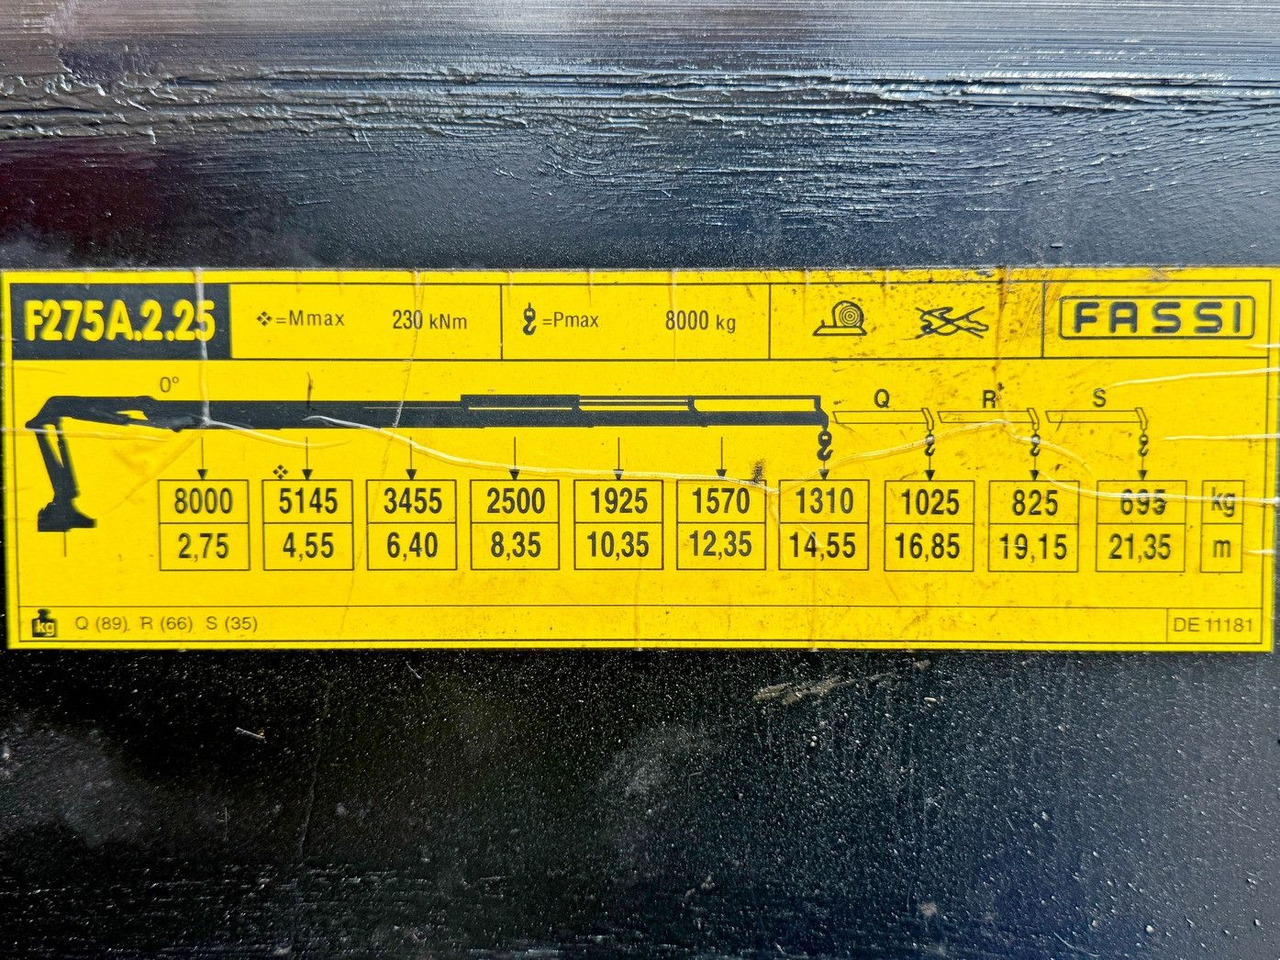 F275A.2.25 ❖=Mmax 230 kNm =Pmax 8000 kg FASSI
0°
Q R S
❖
8000 5145 3455 2500 1925 1570 1310 1025 825 695 kg
2,75 4,55 6,40 8,35 10,35 12,35 14,55 16,85 19,15 21,35 m
kg Q (89) R (66) S (35) DE 11181